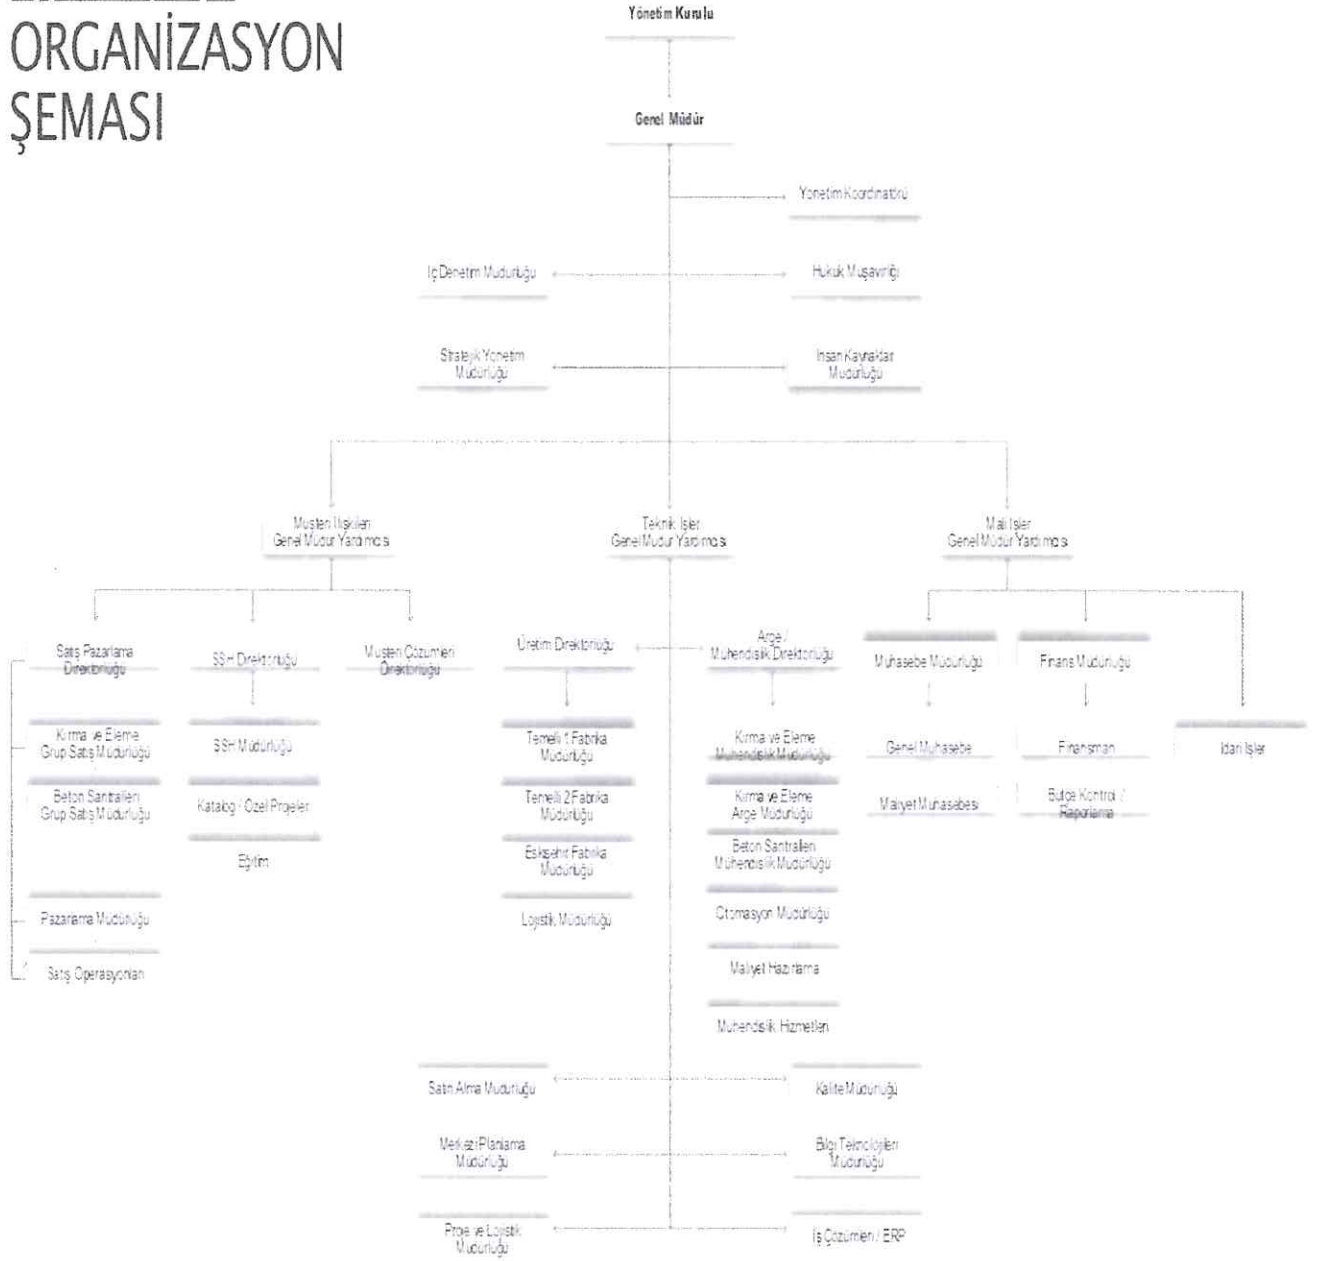 ORGANİZASYON
ŞEMASI
Yönetim Kurulu
Genel Müdür
Yönetim Koordinatörü
İç Denetim Müdürlüğü
Hukuk Müşavirliği
Stratejik Yönetim
Müdürlüğü
İnsan Kaynakları
Müdürlüğü
Müşteri İlişkileri
Genel Müdür Yardımcısı
Teknik İşler
Genel Müdür Yardımcısı
Mali İşler
Genel Müdür Yardımcısı
Satış Pazarlama
Direktörlüğü
SSH Direktörlüğü
Müşteri Çözümleri
Direktörlüğü
Üretim Direktörlüğü
Arge /
Mühendislik Direktörlüğü
Muhasebe Müdürlüğü
Finans Müdürlüğü
Kırma ve Eleme
Grup Satış Müdürlüğü
SSH Müdürlüğü
Temelli 1 Fabrika
Müdürlüğü
Kırma ve Eleme
Mühendislik Müdürlüğü
Genel Muhasebe
Finansman
İdari İşler
Beton Santralleri
Grup Satış Müdürlüğü
Katalog / Özel Projeler
Temelli 2 Fabrika
Müdürlüğü
Kırma ve Eleme
Arge Müdürlüğü
Maliyet Muhasebesi
Bütçe Kontrol /
Raporlama
Eğitim
Eskişehir Fabrika
Müdürlüğü
Beton Santralleri
Mühendislik Müdürlüğü
Pazarlama Müdürlüğü
Lojistik Müdürlüğü
Otomasyon Müdürlüğü
Satış Operasyonları
Maliyet Hazırlama
Mühendislik Hizmetleri
Satın Alma Müdürlüğü
Kalite Müdürlüğü
Merkezi Planlama
Müdürlüğü
Bilgi Teknolojileri
Müdürlüğü
Proje ve Lojistik
Müdürlüğü
İş Çözümleri / ERP